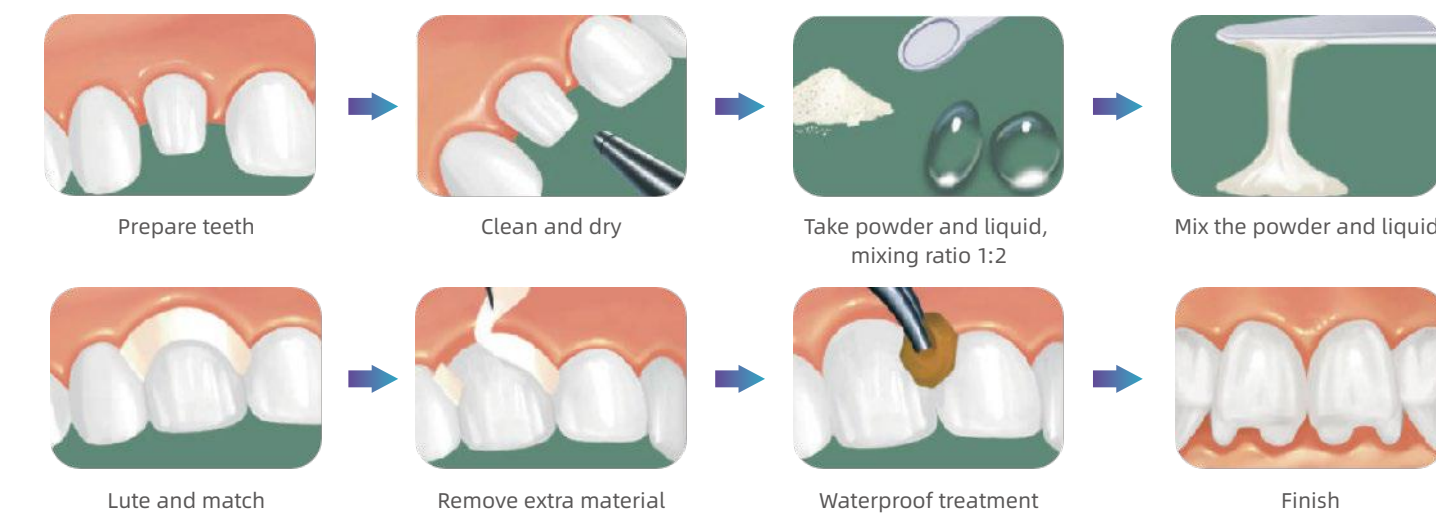 Prepare teeth
Clean and dry
Take powder and liquid,
mixing ratio 1:2
Mix the powder and liquid
Lute and match
Remove extra material
Waterproof treatment
Finish